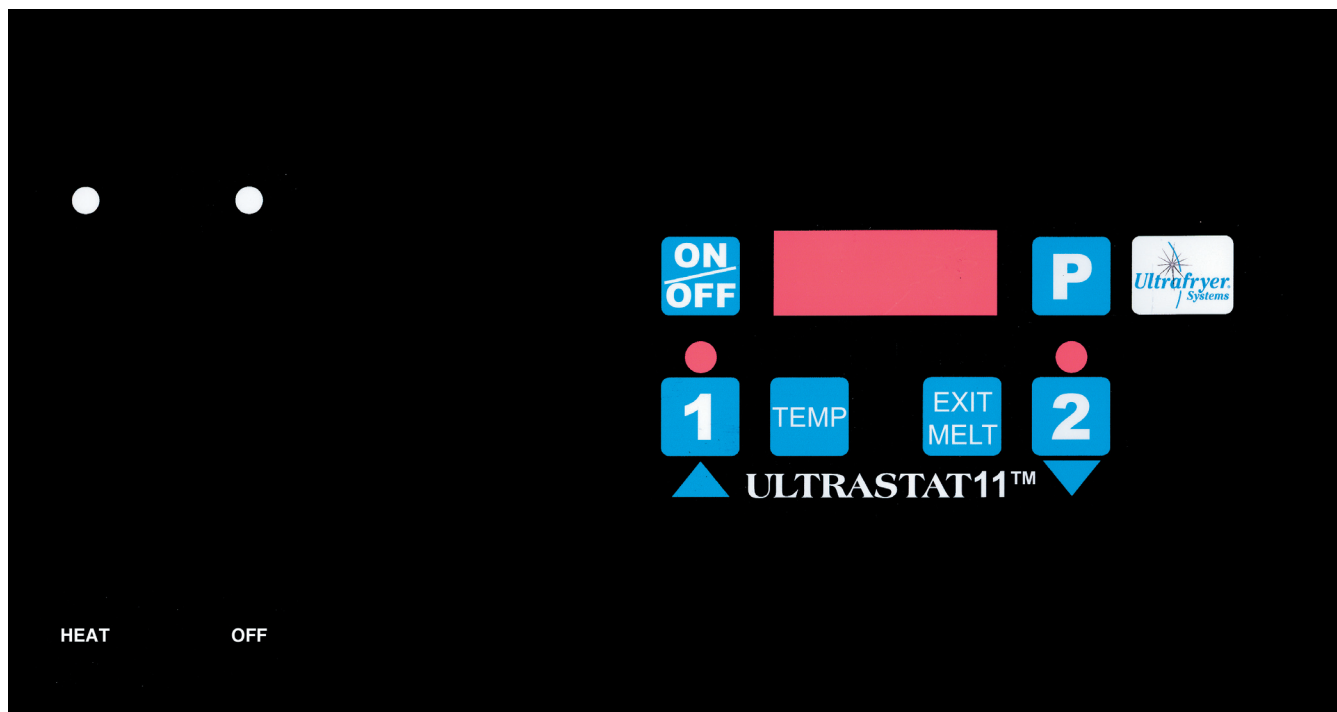 ON
OFF
P
Ultrafryer.
Systems
1
TEMP
EXIT
MELT
2
ULTRASTAT11™
HEAT
OFF